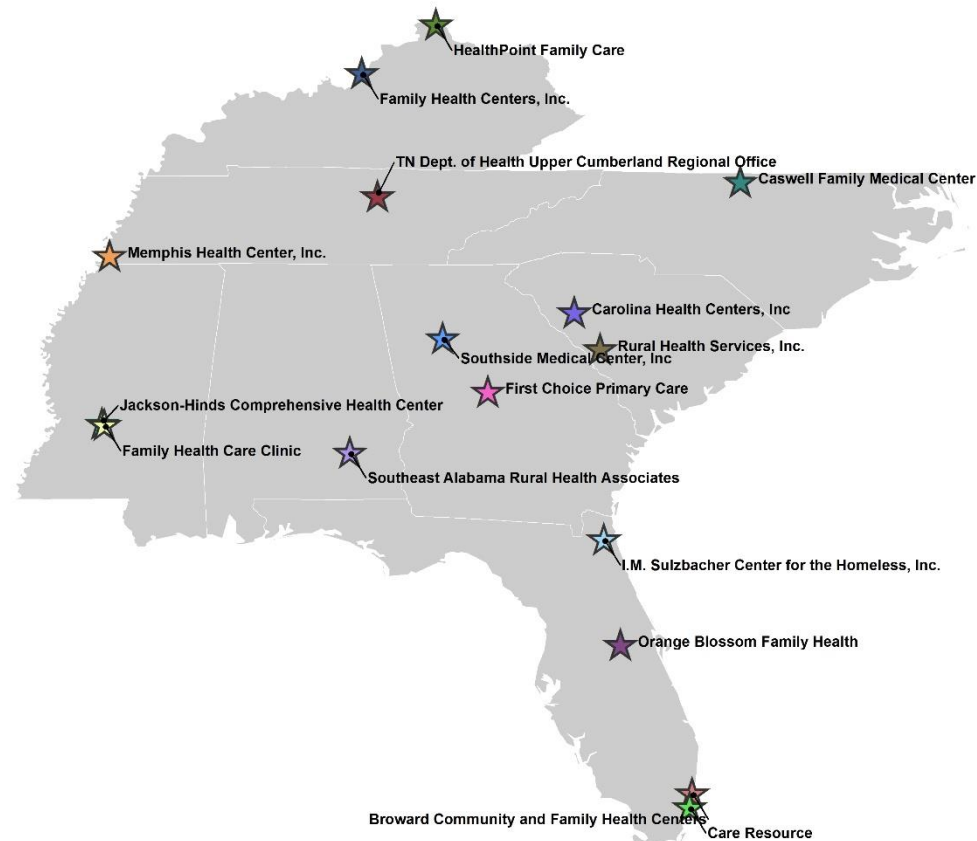 HealthPoint Family Care
Family Health Centers, Inc.
TN Dept. of Health Upper Cumberland Regional Office
Caswell Family Medical Center
Memphis Health Center, Inc.
Carolina Health Centers, Inc
Rural Health Services, Inc.
Southside Medical Center, Inc
First Choice Primary Care
Jackson-Hinds Comprehensive Health Center
Family Health Care Clinic
Southeast Alabama Rural Health Associates
I.M. Sulzbacher Center for the Homeless, Inc.
Orange Blossom Family Health
Broward Community and Family Health Centers
Care Resource